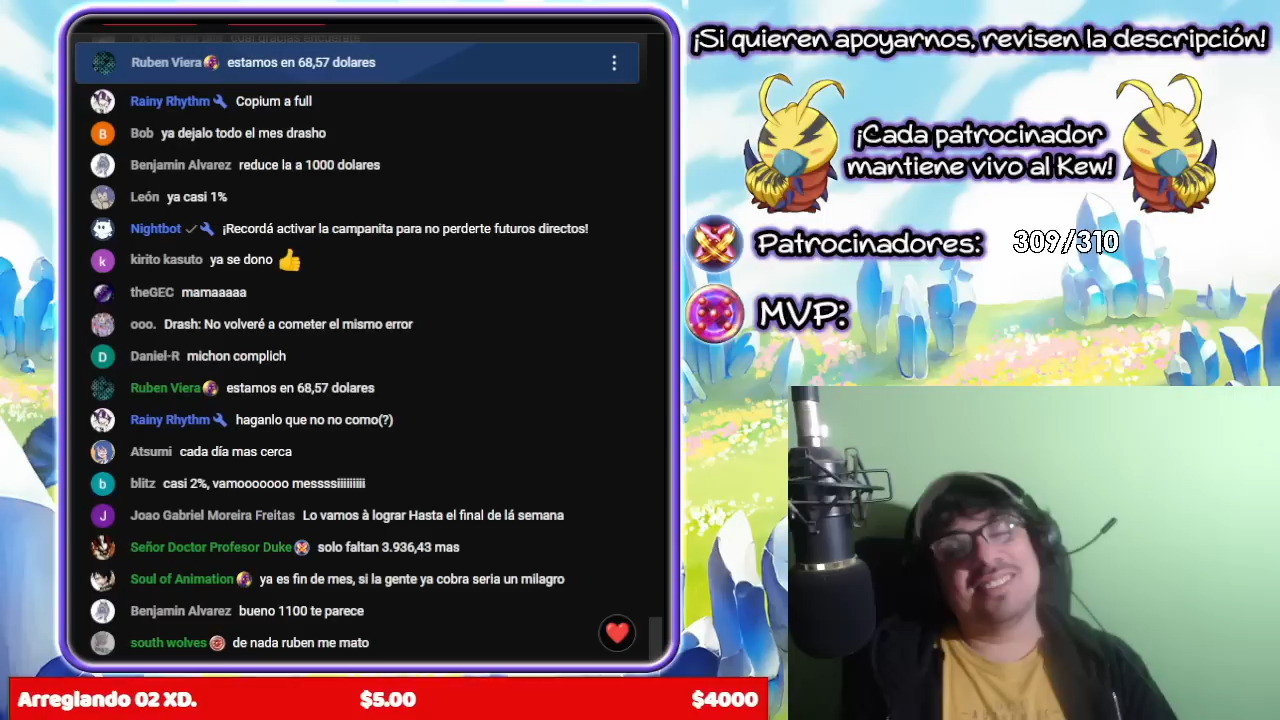 Ruben Viera estamos en 68,57 dolares
Rainy Rhythm Copium a full
B Bob ya dejalo todo el mes drasho
Benjamin Alvarez reduce la a 1000 dolares
León ya casi 1%
Nightbot ¡Recordá activar la campanita para no perderte futuros directos!
k kirito kasuto ya se dono 👍
theGEC mamaaaaa
ooo. Drash: No volveré a cometer el mismo error
D Daniel-R michon complich
Ruben Viera estamos en 68,57 dolares
Rainy Rhythm haganlo que no no como(?)
Atsumi cada día mas cerca
b blitz casi 2%, vamooooooo messssiiiiiiiiii
J Joao Gabriel Moreira Freitas Lo vamos à lograr Hasta el final de lá semana
Señor Doctor Profesor Duke solo faltan 3.936,43 mas
Soul of Animation ya es fin de mes, si la gente ya cobra seria un milagro
Benjamin Alvarez bueno 1100 te parece
south wolves de nada ruben me mato
¡Si quieren apoyarnos, revisen la descripción!
¡Cada patrocinador
mantiene vivo al Kew!
Patrocinadores: 309/310
MVP:
Arreglando 02 XD. $5.00 $4000